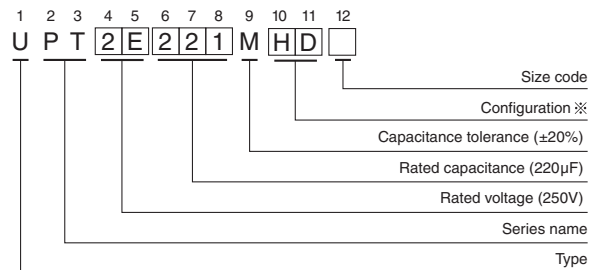 1 2 3 4 5 6 7 8 9 10 11 12
U P T 2 E 2 2 1 M H D
Size code
Configuration ※
Capacitance tolerance (±20%)
Rated capacitance (220µF)
Rated voltage (250V)
Series name
Type